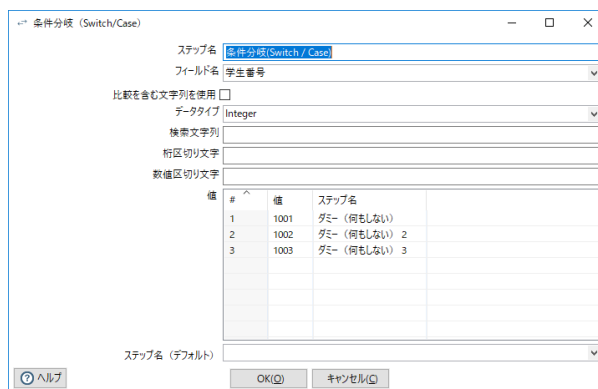 条件分岐 (Switch/Case)
ステップ名 条件分岐(Switch / Case)
フィールド名 学生番号
比較を含む文字列を使用
データタイプ Integer
検索文字列
桁区切り文字
数値区切り文字
値 # 値 ステップ名
1 1001 ダミー (何もしない)
2 1002 ダミー (何もしない) 2
3 1003 ダミー (何もしない) 3
ステップ名 (デフォルト)
ヘルプ OK(O) キャンセル(C)